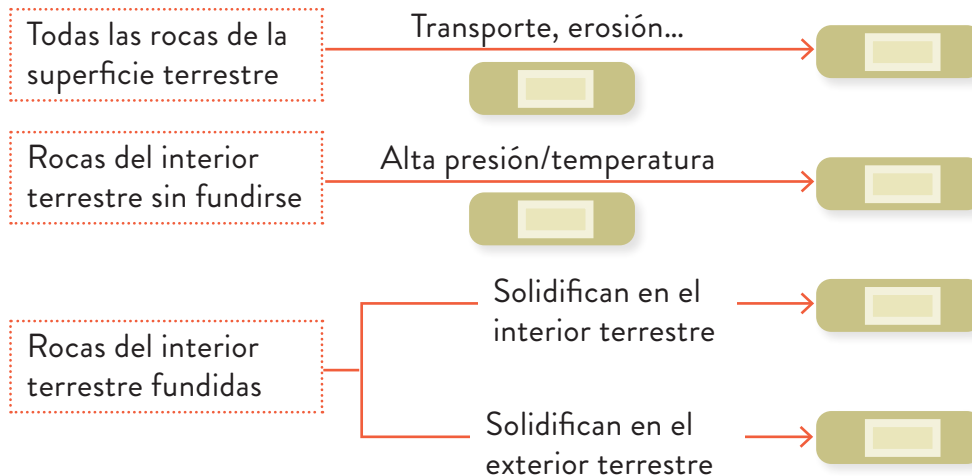 Todas las rocas de la
superficie terrestre
Transporte, erosión...
Rocas del interior
terrestre sin fundirse
Alta presión/temperatura
Rocas del interior
terrestre fundidas
Solidifican en el
interior terrestre
Solidifican en el
exterior terrestre